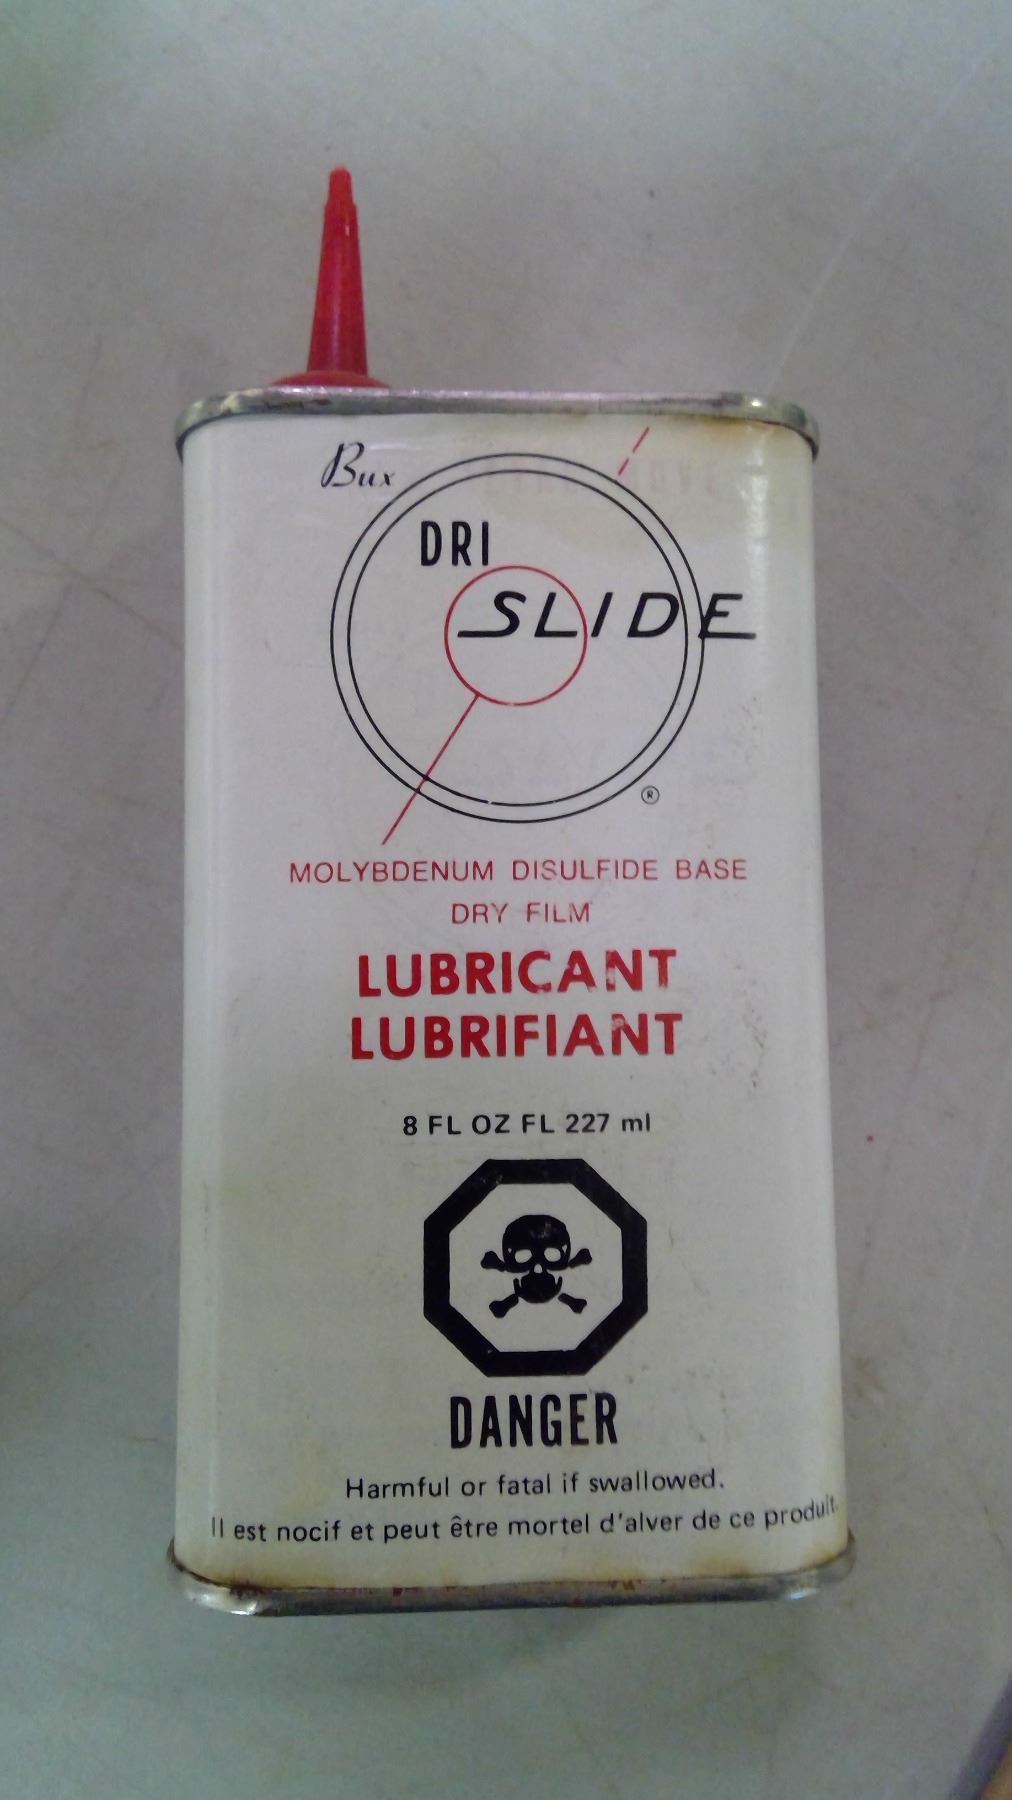 Bux
DRI
SLIDE
®
MOLYBDENUM DISULFIDE BASE
DRY FILM
LUBRICANT
LUBRIFIANT
8 FL OZ FL 227 ml
DANGER
Harmful or fatal if swallowed.
Il est nocif et peut être mortel d'alver de ce produit.